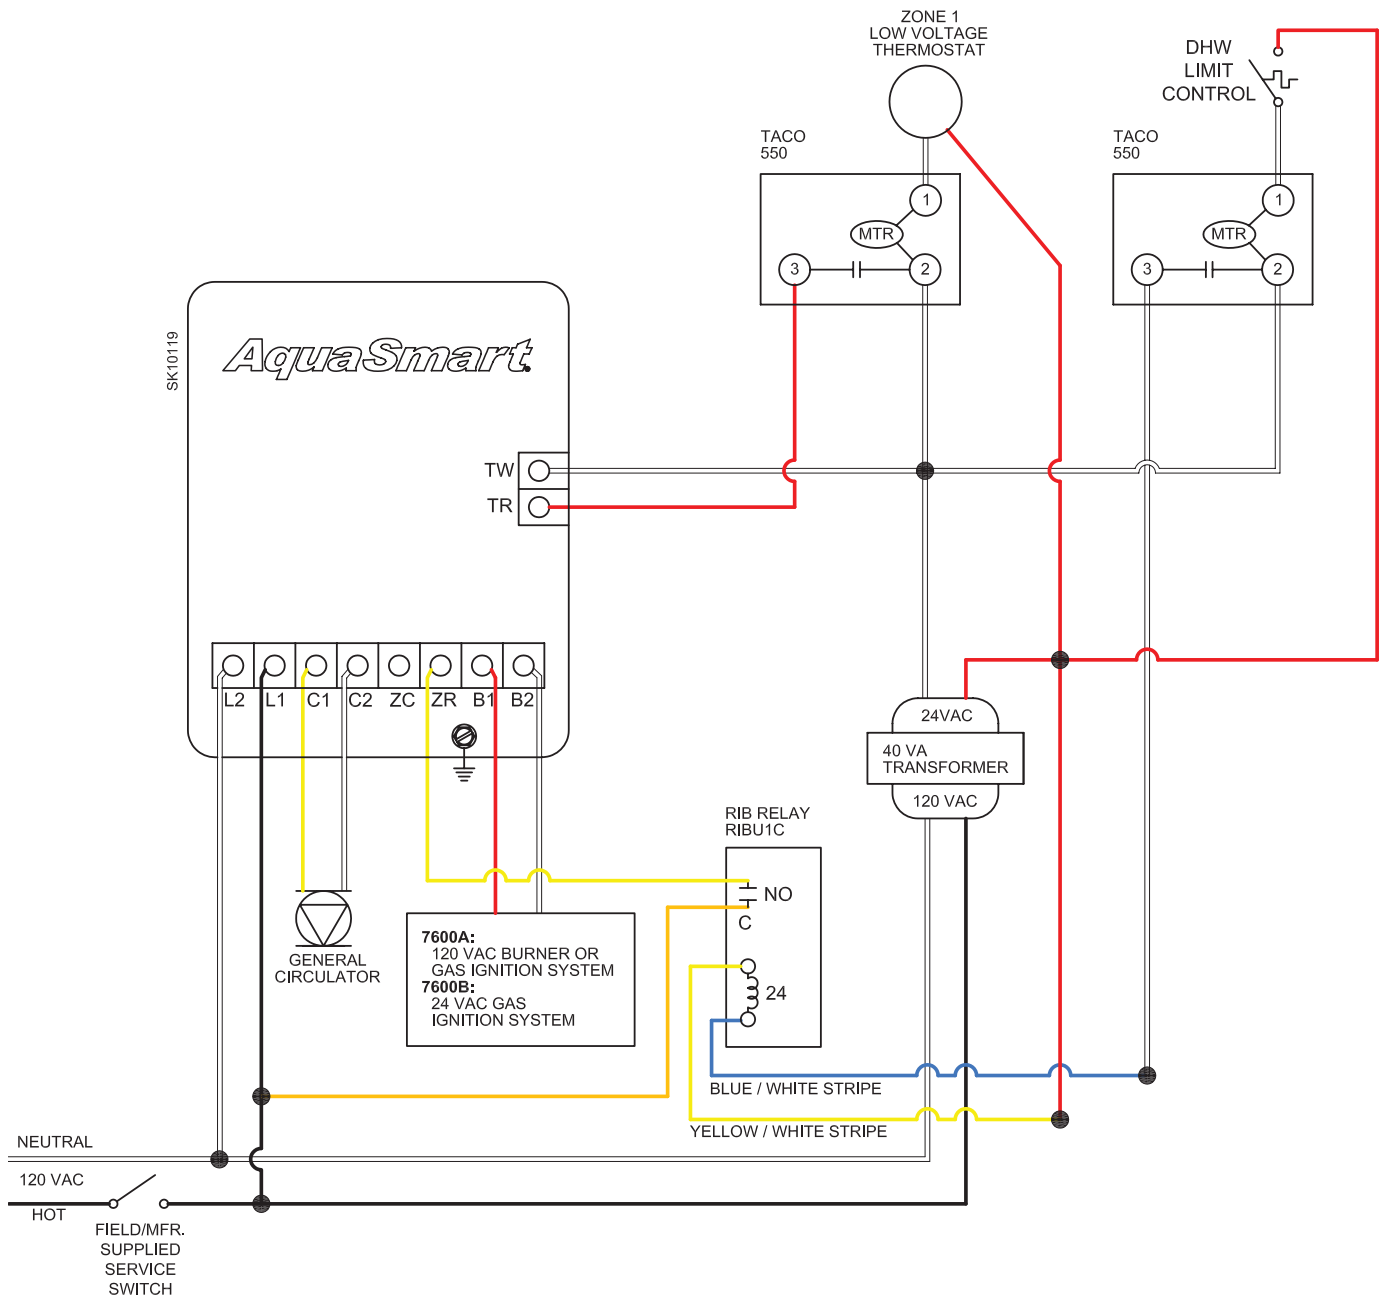 ZONE 1
LOW VOLTAGE
THERMOSTAT
DHW
LIMIT
CONTROL
TACO
550
TACO
550
1
MTR
3
2
1
MTR
3
2
SK10119
AquaSmart®
TW
TR
L2
L1
C1
C2
ZC
ZR
B1
B2
24VAC
40 VA
TRANSFORMER
120 VAC
RIB RELAY
RIBU1C
NO
C
24
GENERAL
CIRCULATOR
7600A:
120 VAC BURNER OR
GAS IGNITION SYSTEM
7600B:
24 VAC GAS
IGNITION SYSTEM
BLUE / WHITE STRIPE
YELLOW / WHITE STRIPE
NEUTRAL
120 VAC
HOT
FIELD/MFR.
SUPPLIED
SERVICE
SWITCH